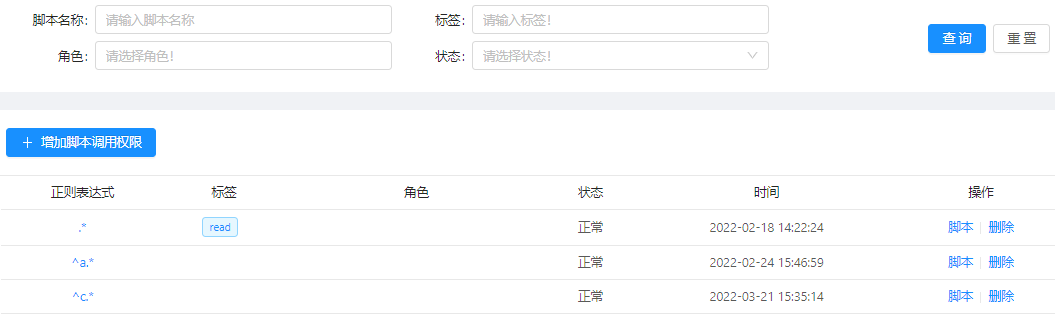 脚本名称: 请输入脚本名称 标签: 请输入标签!
角色: 请选择角色! 状态: 请选择状态!
查 询 重 置
+ 增加脚本调用权限
正则表达式 标签 角色 状态 时间 操作
.* read 正常 2022-02-18 14:22:24 脚本 | 删除
^a.* 正常 2022-02-24 15:46:59 脚本 | 删除
^c.* 正常 2022-03-21 15:35:14 脚本 | 删除